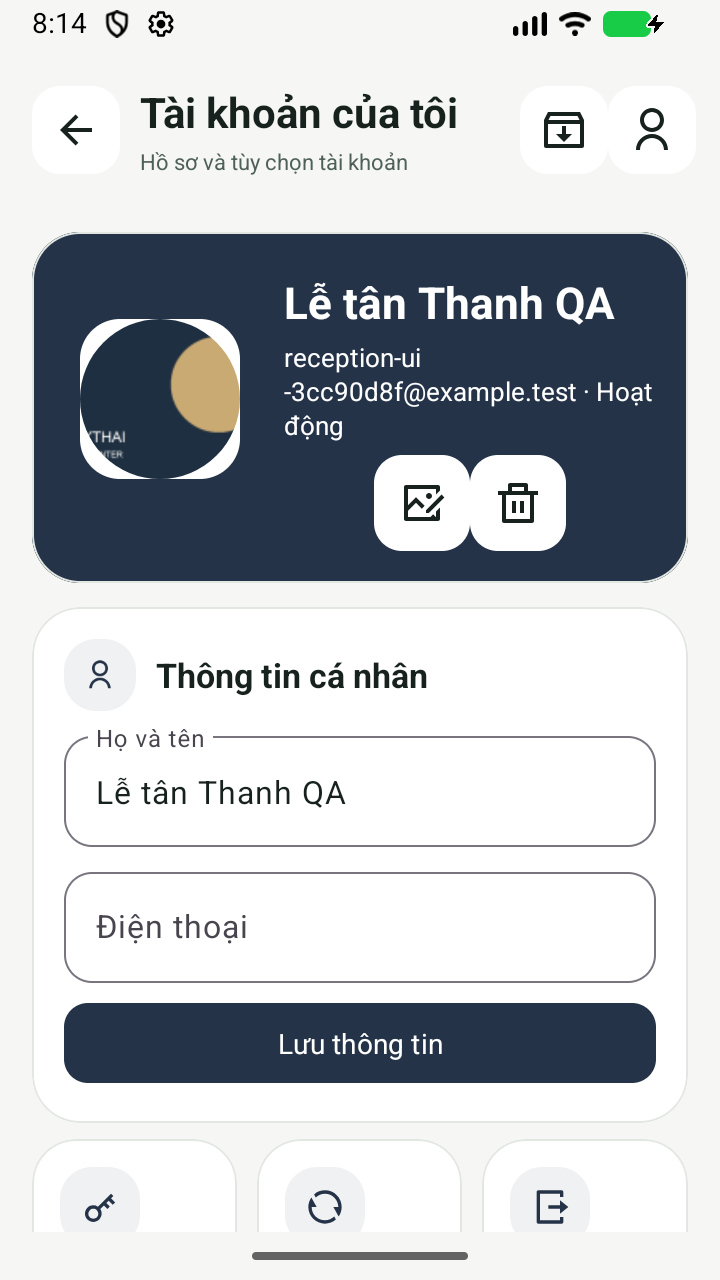 8:14
Tài khoản của tôi
Hồ sơ và tùy chọn tài khoản
Lễ tân Thanh QA
reception-ui
-3cc90d8f@example.test · Hoạt
động
Thông tin cá nhân
Họ và tên
Lễ tân Thanh QA
Điện thoại
Lưu thông tin